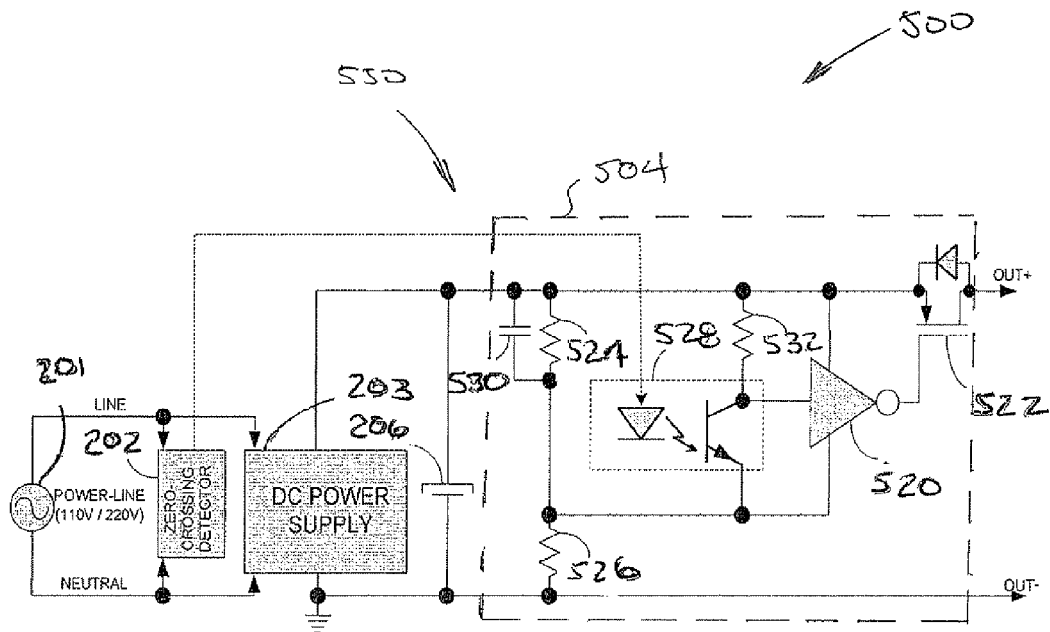 500
550
504
OUT+
524
528
532
530
522
201
LINE
203
202
206
520
POWER-LINE
(110V / 220V)
ZERO-
CROSSING
DETECTOR
DC POWER
SUPPLY
526
NEUTRAL
OUT-